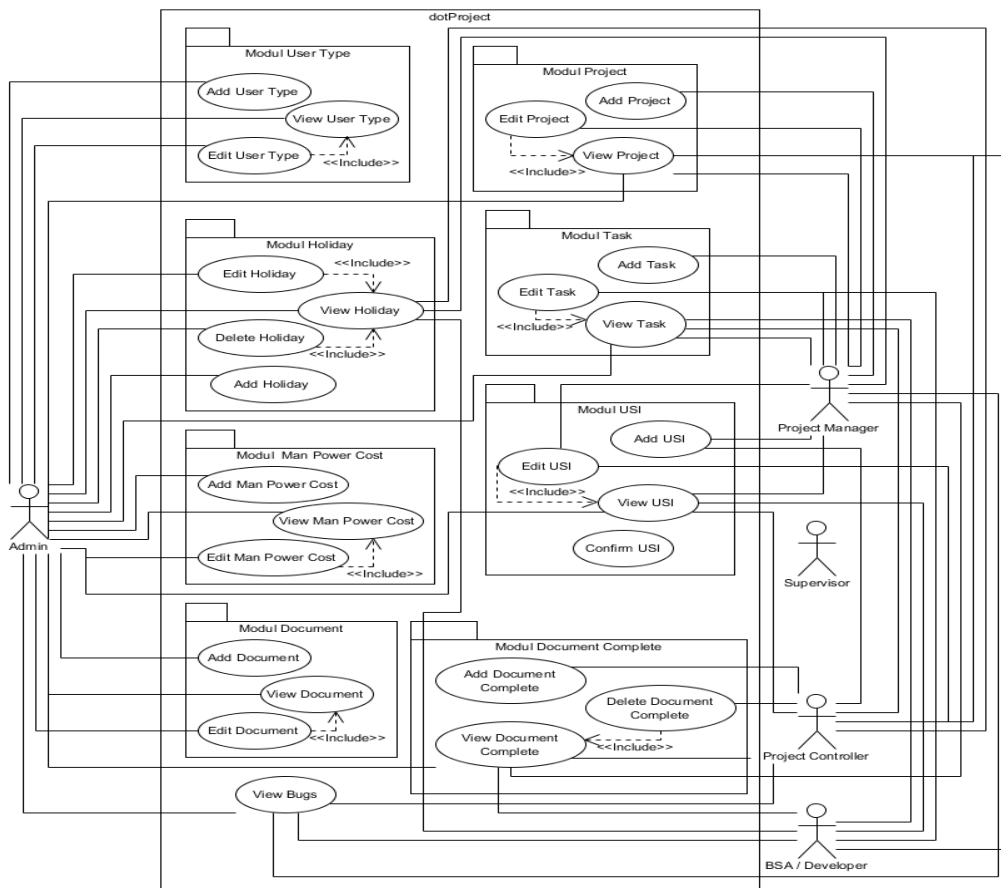 dotProject
Modul User Type
Add User Type
View User Type
Edit User Type
<<Include>>
Modul Project
Add Project
Edit Project
View Project
<<Include>>
Modul Holiday
<<Include>>
Edit Holiday
View Holiday
Delete Holiday
<<Include>>
Add Holiday
Modul Task
Add Task
Edit Task
<<Include>>
View Task
Project Manager
Modul USI
Add USI
Edit USI
<<Include>>
View USI
Confirm USI
Modul Man Power Cost
Add Man Power Cost
View Man Power Cost
Edit Man Power Cost
<<Include>>
Admin
Supervisor
Modul Document
Add Document
View Document
Edit Document
<<Include>>
Modul Document Complete
Add Document
Complete
Delete Document
Complete
View Document
Complete
<<Include>>
Project Controller
View Bugs
BSA / Developer